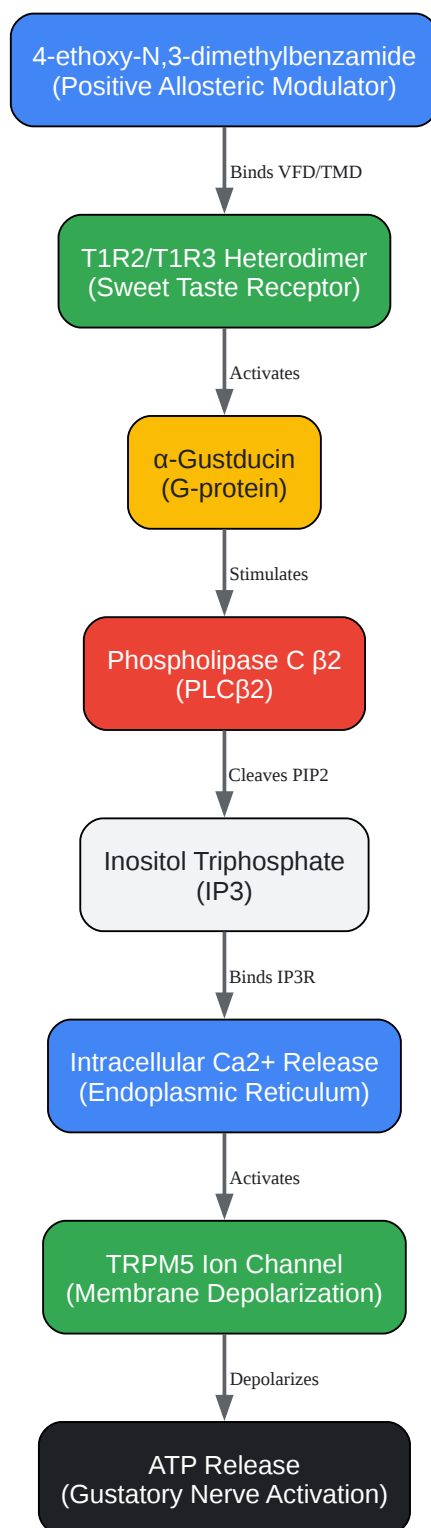 4-ethoxy-N,3-dimethylbenzamide
(Positive Allosteric Modulator)
Binds VFD/TMD
T1R2/T1R3 Heterodimer
(Sweet Taste Receptor)
Activates
α-Gustducin
(G-protein)
Stimulates
Phospholipase C β2
(PLCβ2)
Cleaves PIP2
Inositol Triphosphate
(IP3)
Binds IP3R
Intracellular Ca2+ Release
(Endoplasmic Reticulum)
Activates
TRPM5 Ion Channel
(Membrane Depolarization)
Depolarizes
ATP Release
(Gustatory Nerve Activation)